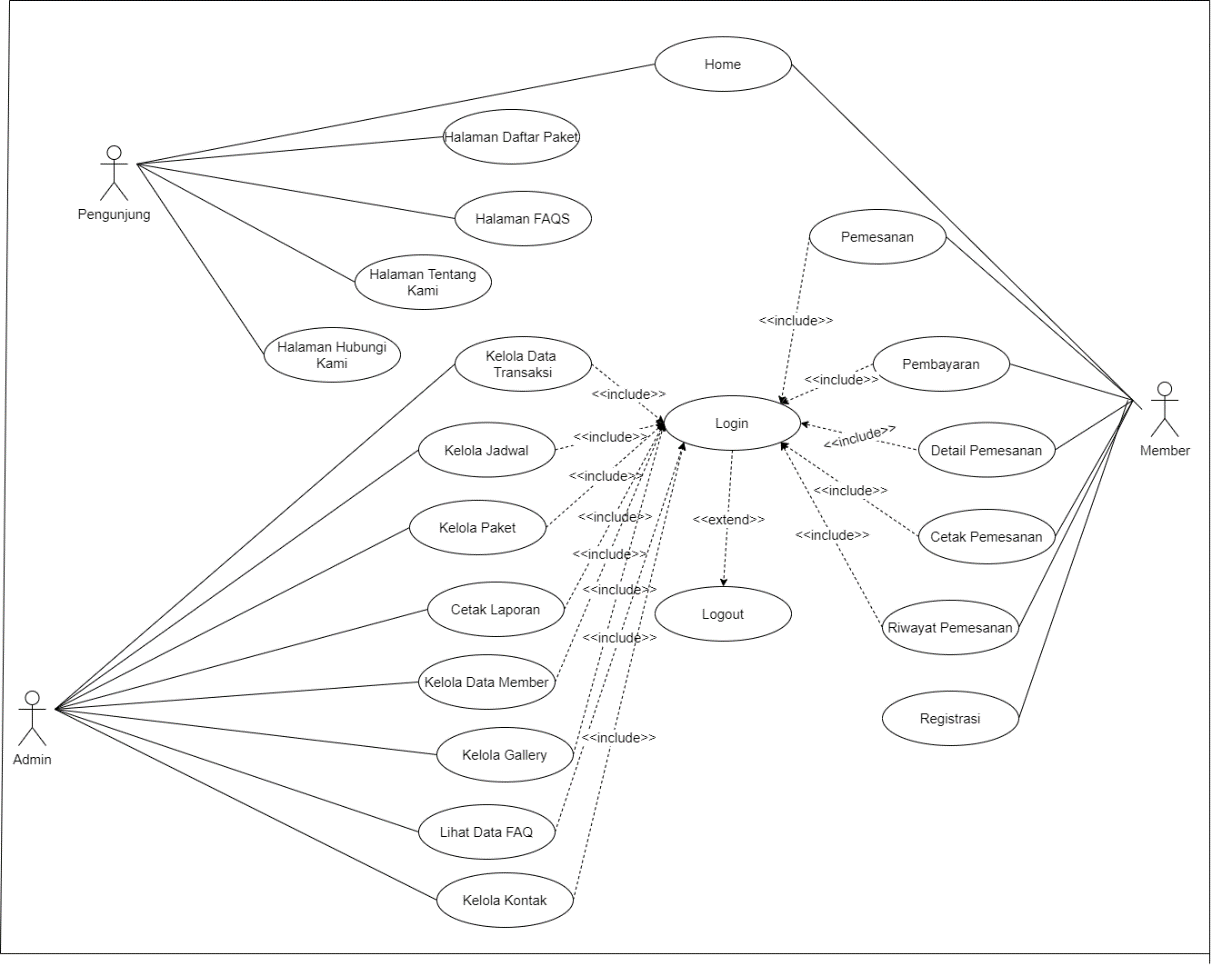 Home
Halaman Daftar Paket
Pengunjung
Halaman FAQS
Pemesanan
Halaman Tentang
Kami
<<include>>
Halaman Hubungi
Kami
Kelola Data
Transaksi
Pembayaran
<<include>>
<<include>>
Login
<<include>>
<<include>>
Kelola Jadwal
Detail Pemesanan
Member
<<include>>
<<include>>
Kelola Paket
<<include>>
<<extend>>
<<include>>
Cetak Pemesanan
<<include>>
<<include>>
Cetak Laporan
Logout
Riwayat Pemesanan
<<include>>
Kelola Data Member
Registrasi
<<include>>
Admin
Kelola Gallery
Lihat Data FAQ
Kelola Kontak